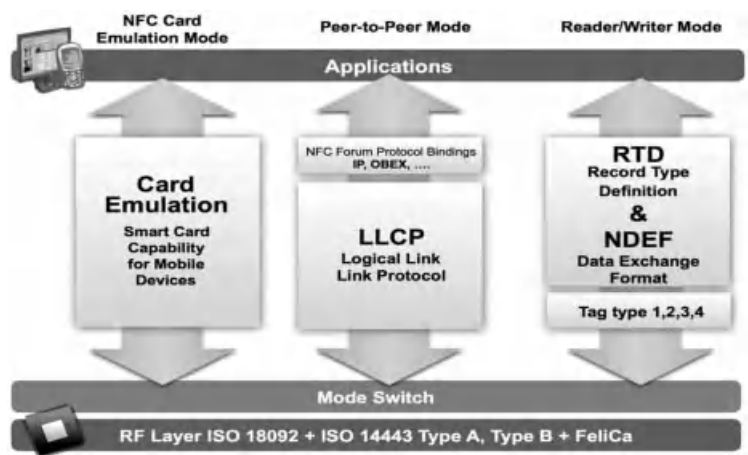 NFC Card
Emulation Mode
Peer-to-Peer Mode
Reader/Writer Mode
Applications
Card
Emulation
Smart Card
Capability
for Mobile
Devices
NFC Forum Protocol Bindings
IP, OBEX, ....
LLCP
Logical Link
Link Protocol
RTD
Record Type
Definition
&
NDEF
Data Exchange
Format
Tag type 1,2,3,4
Mode Switch
RF Layer ISO 18092 + ISO 14443 Type A, Type B + FeliCa